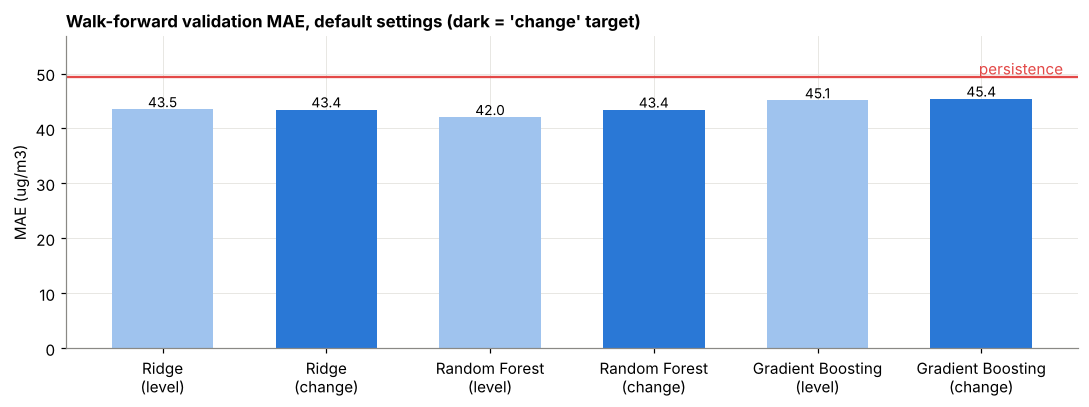 Walk-forward validation MAE, default settings (dark = 'change' target)
persistence
MAE (ug/m3)
50
40
30
20
10
0
43.5
43.4
42.0
43.4
45.1
45.4
Ridge
(level)
Ridge
(change)
Random Forest
(level)
Random Forest
(change)
Gradient Boosting
(level)
Gradient Boosting
(change)